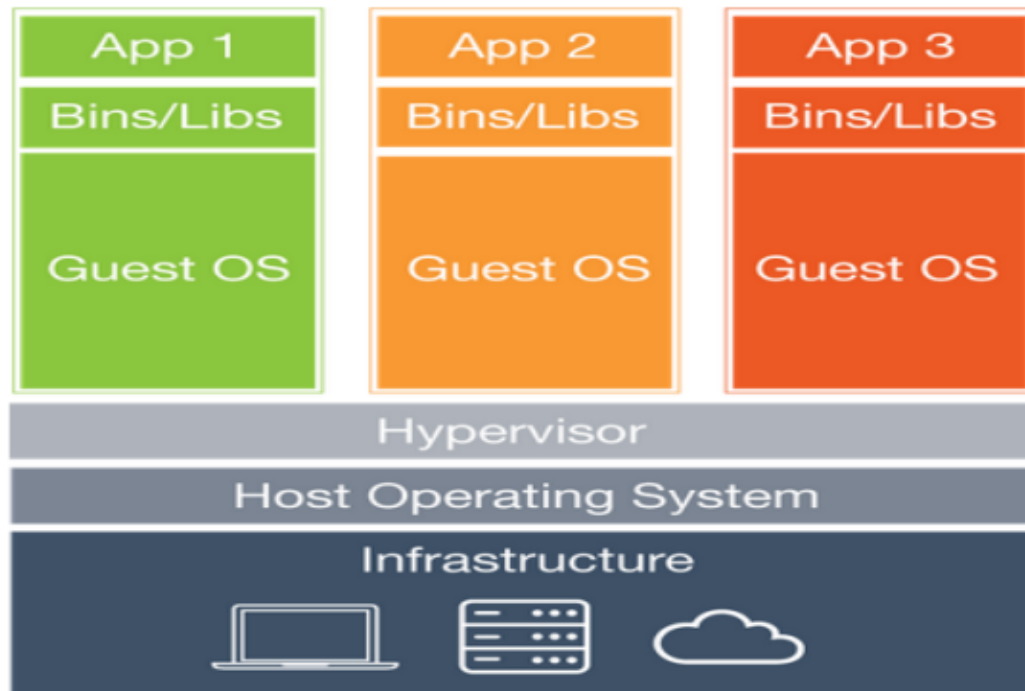 App 1
App 2
App 3
Bins/Libs
Bins/Libs
Bins/Libs
Guest OS
Guest OS
Guest OS
Hypervisor
Host Operating System
Infrastructure